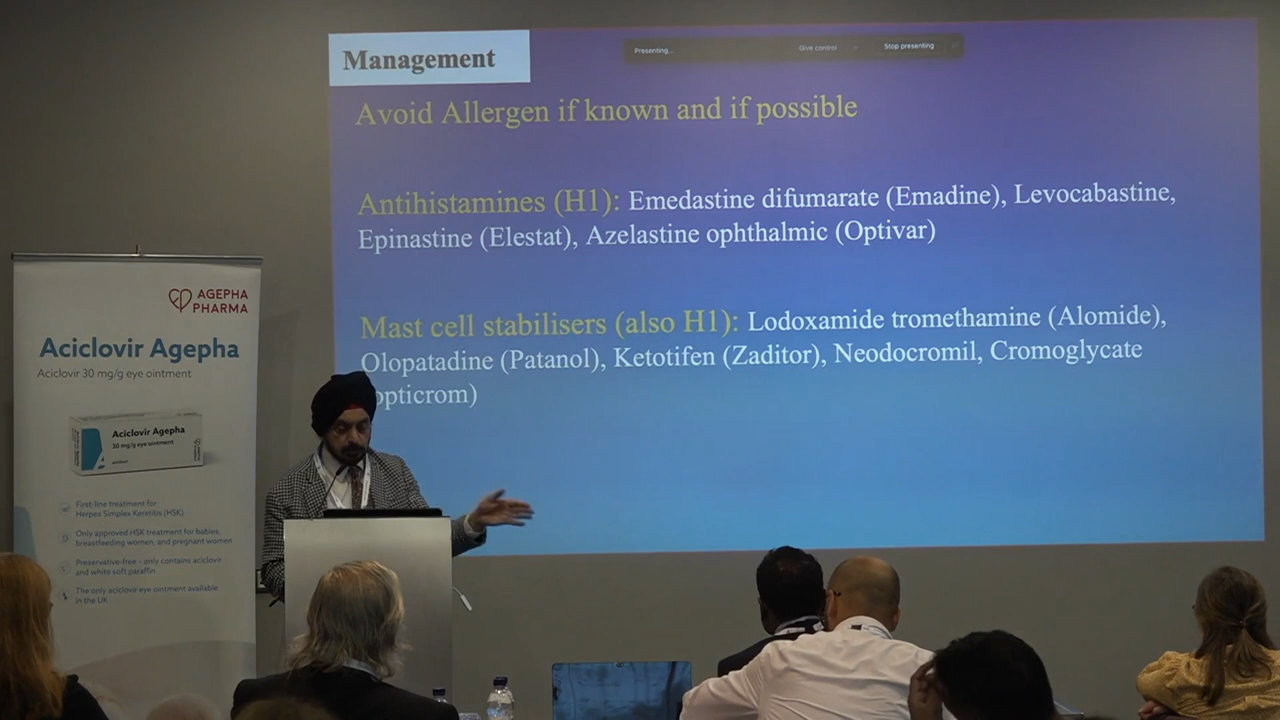 Management
Presenting...
Give control
Stop presenting
Avoid Allergen if known and if possible
Antihistamines (H1): Emedastine difumarate (Emadine), Levocabastine,
Epinastine (Elestat), Azelastine ophthalmic (Optivar)
Mast cell stabilisers (also H1): Lodoxamide tromethamine (Alomide),
Olopatadine (Patanol), Ketotifen (Zaditor), Neodocromil, Cromoglycate
opticrom)
AGEPHA
PHARMA
Aciclovir Agepha
Aciclovir 30 mg/g eye ointment
Aciclovir Agepha
30 mg/g eye ointment
First-line treatment for
Herpes Simplex Keratitis (HSK)
Only approved HSK treatment for babies,
breastfeeding women, and pregnant women
Preservative-free - only contains aciclovir
and white soft paraffin
The only aciclovir eye ointment available
in the UK